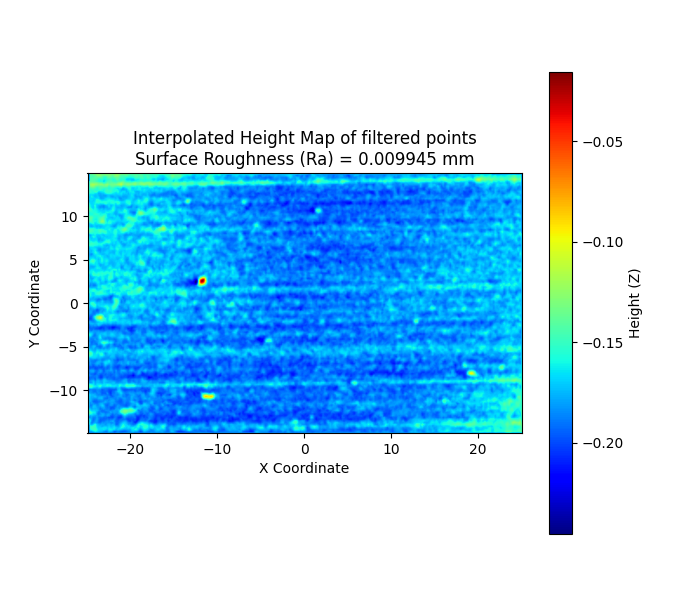 Interpolated Height Map of filtered points
Surface Roughness (Ra) = 0.009945 mm
10
5
0
−5
−10
Y Coordinate
−20
−10
0
10
20
X Coordinate
−0.05
−0.10
−0.15
−0.20
Height (Z)